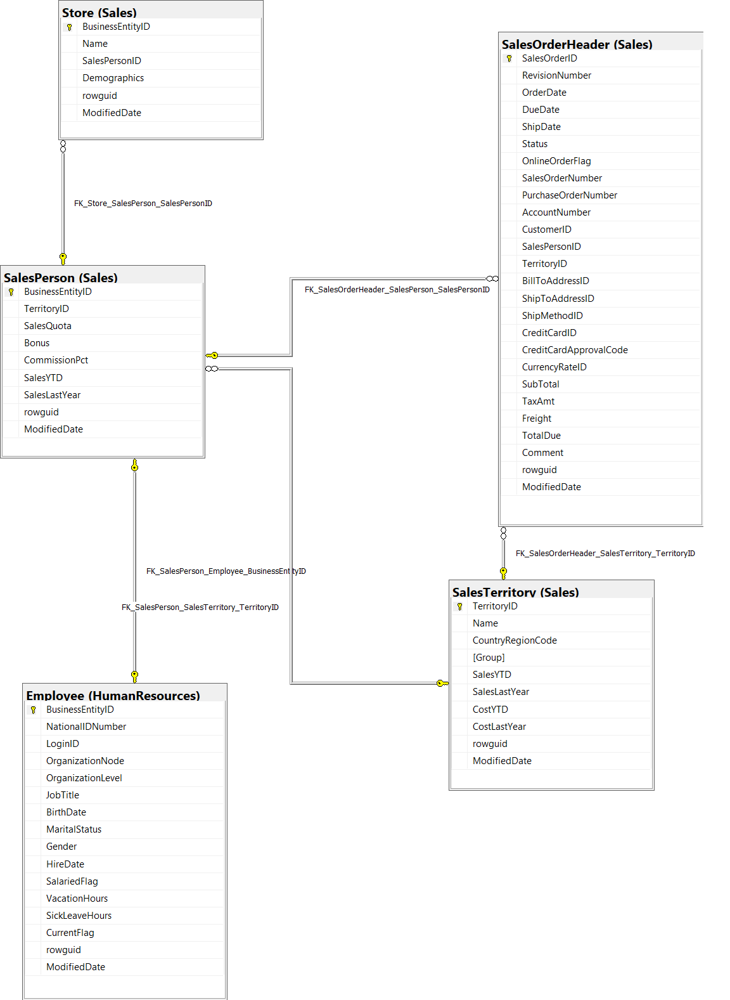 Store (Sales)
BusinessEntityID
Name
SalesPersonID
Demographics
rowguid
ModifiedDate
FK_Store_SalesPerson_SalesPersonID
SalesPerson (Sales)
BusinessEntityID
TerritoryID
SalesQuota
Bonus
CommissionPct
SalesYTD
SalesLastYear
rowguid
ModifiedDate
FK_SalesOrderHeader_SalesPerson_SalesPersonID
SalesOrderHeader (Sales)
SalesOrderID
RevisionNumber
OrderDate
DueDate
ShipDate
Status
OnlineOrderFlag
SalesOrderNumber
PurchaseOrderNumber
AccountNumber
CustomerID
SalesPersonID
TerritoryID
BillToAddressID
ShipToAddressID
ShipMethodID
CreditCardID
CreditCardApprovalCode
CurrencyRateID
SubTotal
TaxAmt
Freight
TotalDue
Comment
rowguid
ModifiedDate
FK_SalesOrderHeader_SalesTerritory_TerritoryID
FK_SalesPerson_Employee_BusinessEntityID
FK_SalesPerson_SalesTerritory_TerritoryID
SalesTerritory (Sales)
TerritoryID
Name
CountryRegionCode
[Group]
SalesYTD
SalesLastYear
CostYTD
CostLastYear
rowguid
ModifiedDate
Employee (HumanResources)
BusinessEntityID
NationalIDNumber
LoginID
OrganizationNode
OrganizationLevel
JobTitle
BirthDate
MaritalStatus
Gender
HireDate
SalariedFlag
VacationHours
SickLeaveHours
CurrentFlag
rowguid
ModifiedDate